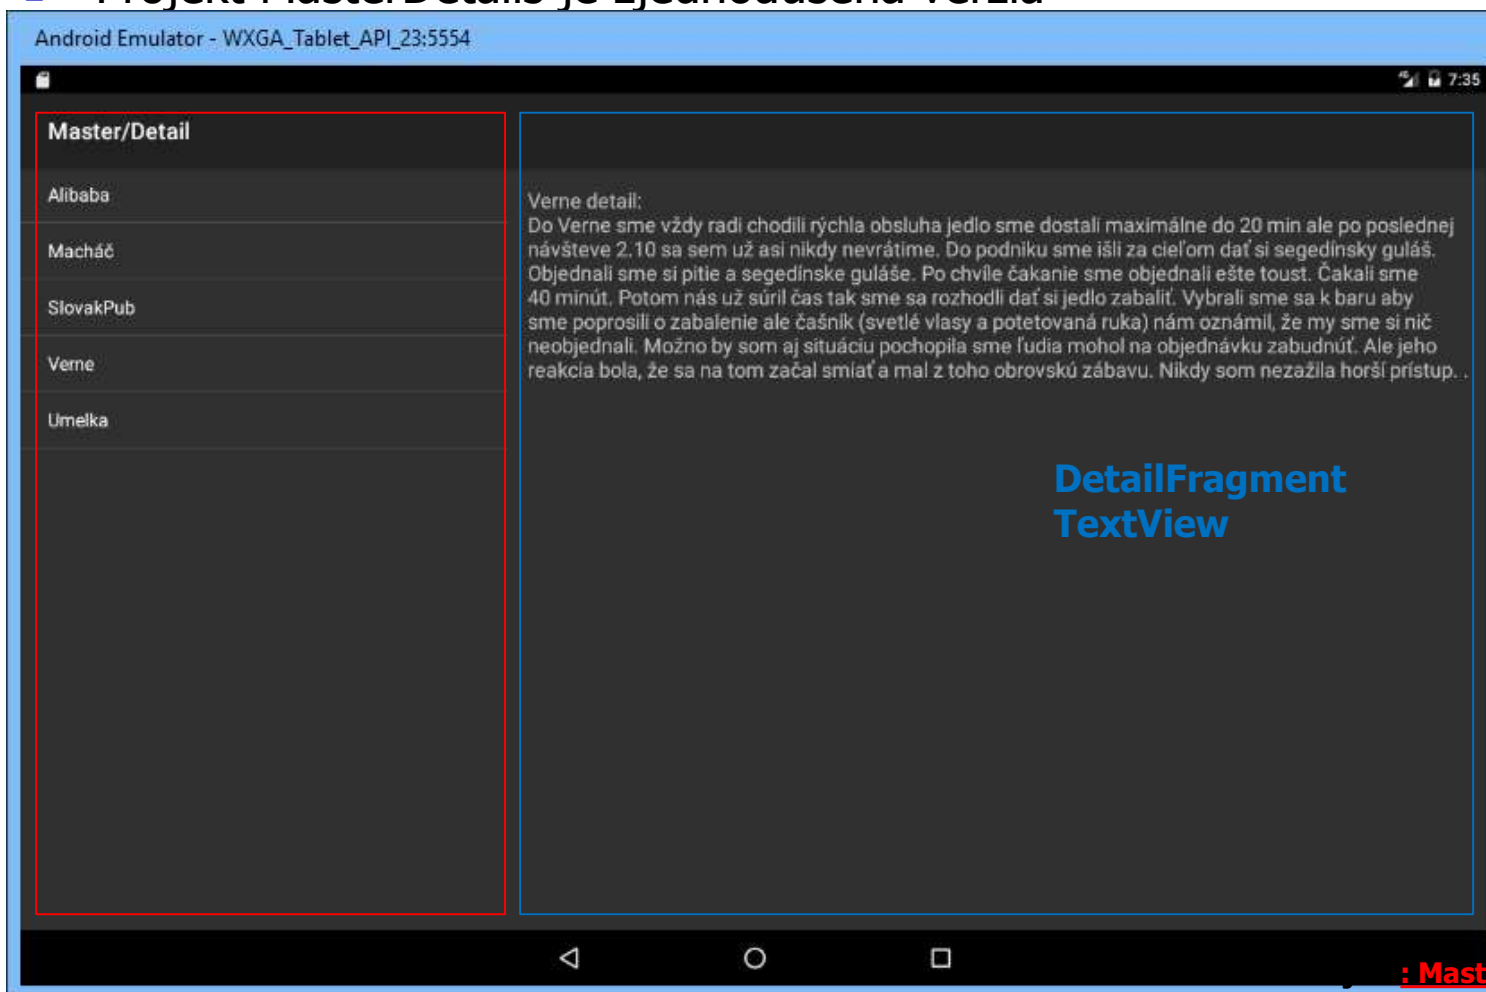 Projekt MasterDetails je zjednodušená verzia
Android Emulator - WXGA_Tablet_API_23:5554
7:35
Master/Detail
Alibaba
Macháč
SlovakPub
Verne
Umelka
Verne detail:
Do Verne sme vždy radi chodili rýchla obsluha jedlo sme dostali maximálne do 20 min ale po poslednej
návšteve 2.10 sa sem už asi nikdy nevrátime. Do podniku sme išli za cieľom dať si segedínsky guláš.
Objednali sme si pitie a segedínske guláše. Po chvíle čakanie sme objednali ešte toust. Čakali sme
40 minút. Potom nás už súril čas tak sme sa rozhodli dať si jedlo zabaliť. Vybrali sme sa k baru aby
sme poprosili o zabalenie ale čašník (svetlé vlasy a potetovaná ruka) nám oznámil, že my sme si nič
neobjednali. Možno by som aj situáciu pochopila sme ľudia mohol na objednávku zabudnúť. Ale jeho
reakcia bola, že sa na tom začal smiať a mal z toho obrovskú zábavu. Nikdy som nezažila horší prístup. .
DetailFragment
TextView
: Mast